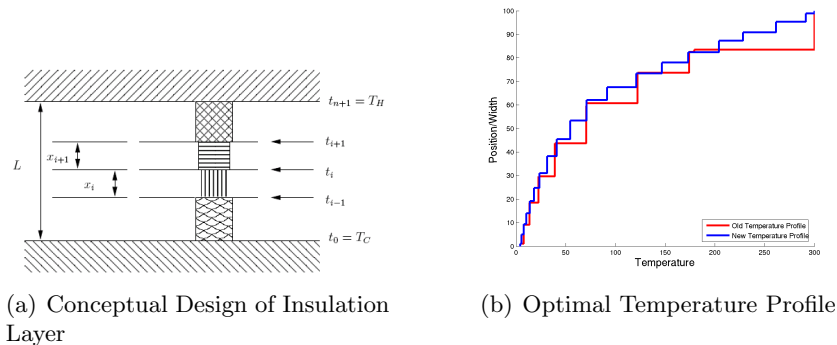 t_{n+1} = T_H
t_{i+1}
x_{i+1}
L
t_i
x_i
t_{i-1}
t_0 = T_C
(a) Conceptual Design of Insulation
Layer
100
90
80
70
60
50
40
30
20
10
0
Position/Width
0 50 100 150 200 250 300
Temperature
Old Temperature Profile
New Temperature Profile
(b) Optimal Temperature Profile